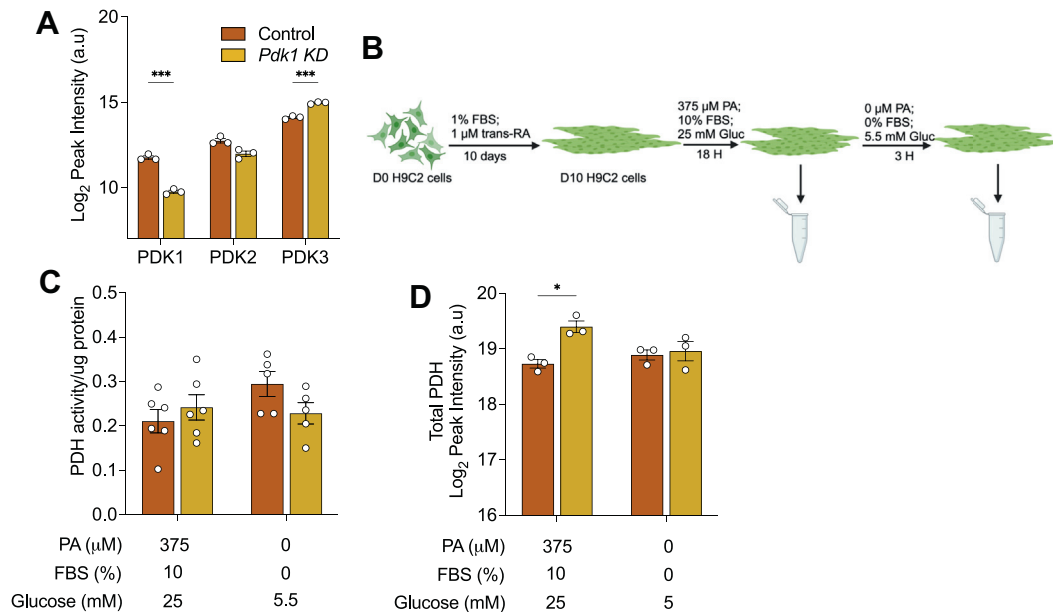 A
Log₂ Peak Intensity (a.u)
20
15
10
Control
Pdk1 KD
***
***
PDK1
PDK2
PDK3
B
1% FBS;
1 µM trans-RA
10 days
D0 H9C2 cells
D10 H9C2 cells
375 µM PA;
10% FBS;
25 mM Gluc
18 H
0 µM PA;
0% FBS;
5.5 mM Gluc
3 H
C
PDH activity/ug protein
0.5
0.4
0.3
0.2
0.1
0.0
PA (μM) 375 0
FBS (%) 10 0
Glucose (mM) 25 5.5
D
Total PDH
Log₂ Peak Intensity (a.u)
20
19
18
17
16
*
PA (μM) 375 0
FBS (%) 10 0
Glucose (mM) 25 5